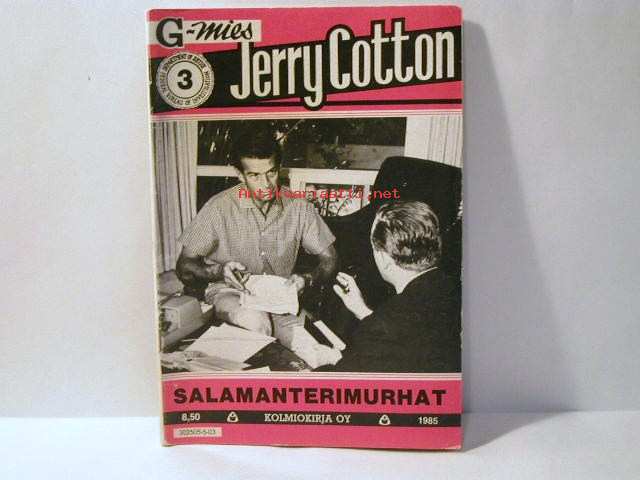 G-mies
3
Jerry Cotton
Antikvariaatti.net
SALAMANTERIMURHAT
8,50 KOLMIOKIRJA OY 1985